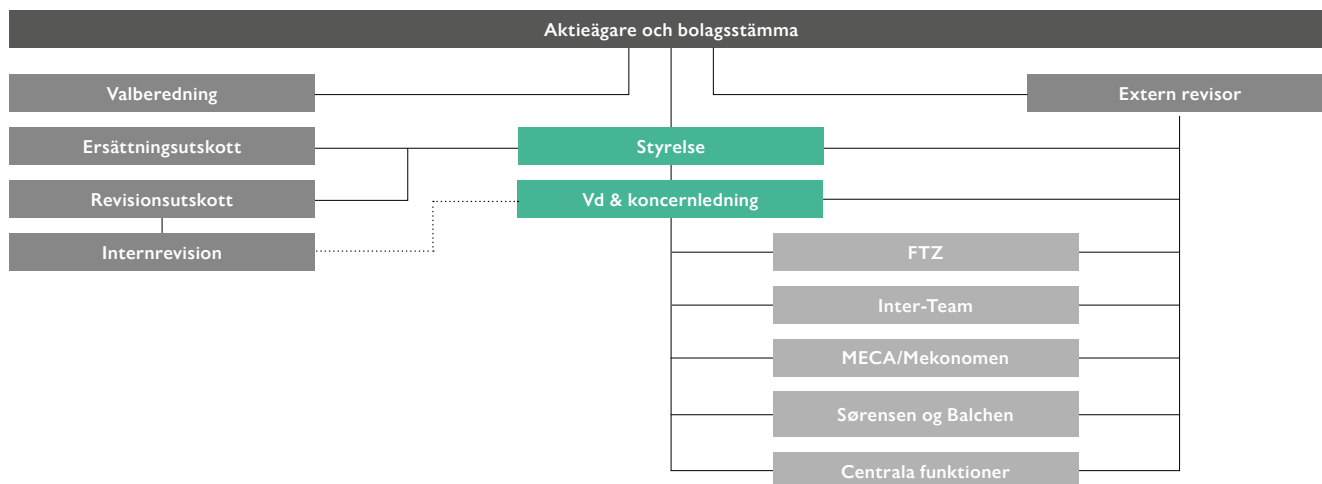 Aktieägare och bolagsstämma
Valberedning
Extern revisor
Ersättningsutskott
Styrelse
Revisionsutskott
Vd & koncernledning
Internrevision
FTZ
Inter-Team
MECA/Mekonomen
Sørensen og Balchen
Centrala funktioner